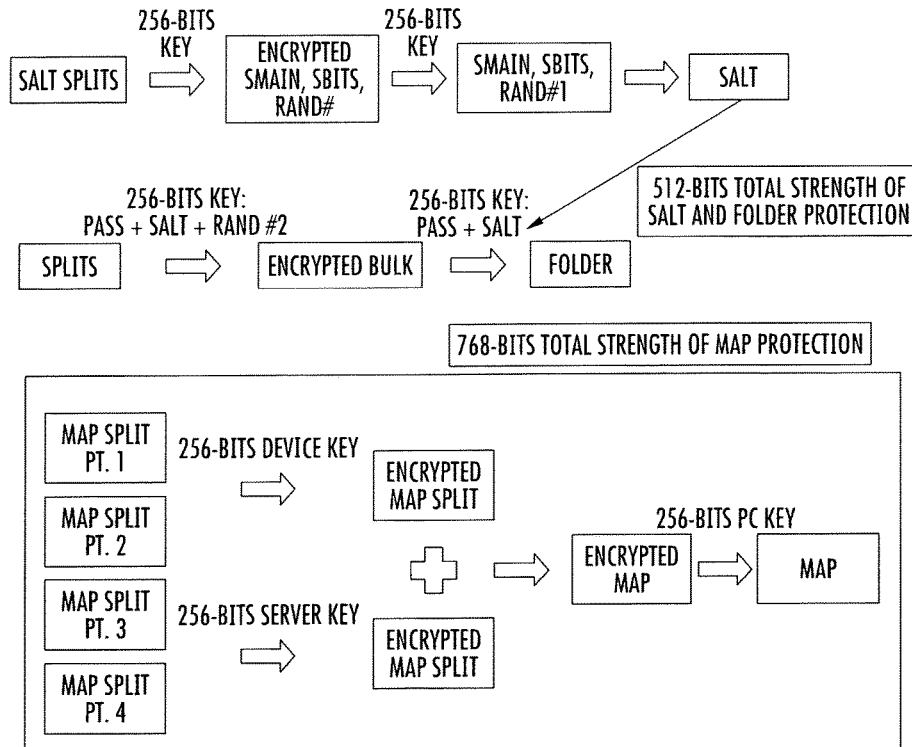 256-BITS
KEY
256-BITS
KEY
SALT SPLITS
ENCRYPTED
SMAIN, SBITS,
RAND#
SMAIN, SBITS,
RAND#1
SALT
256-BITS KEY:
PASS + SALT + RAND #2
256-BITS KEY:
PASS + SALT
512-BITS TOTAL STRENGTH OF
SALT AND FOLDER PROTECTION
SPLITS
ENCRYPTED BULK
FOLDER
768-BITS TOTAL STRENGTH OF MAP PROTECTION
MAP SPLIT
PT. 1
256-BITS DEVICE KEY
ENCRYPTED
MAP SPLIT
MAP SPLIT
PT. 2
256-BITS PC KEY
ENCRYPTED
MAP
MAP
MAP SPLIT
PT. 3
256-BITS SERVER KEY
ENCRYPTED
MAP SPLIT
MAP SPLIT
PT. 4